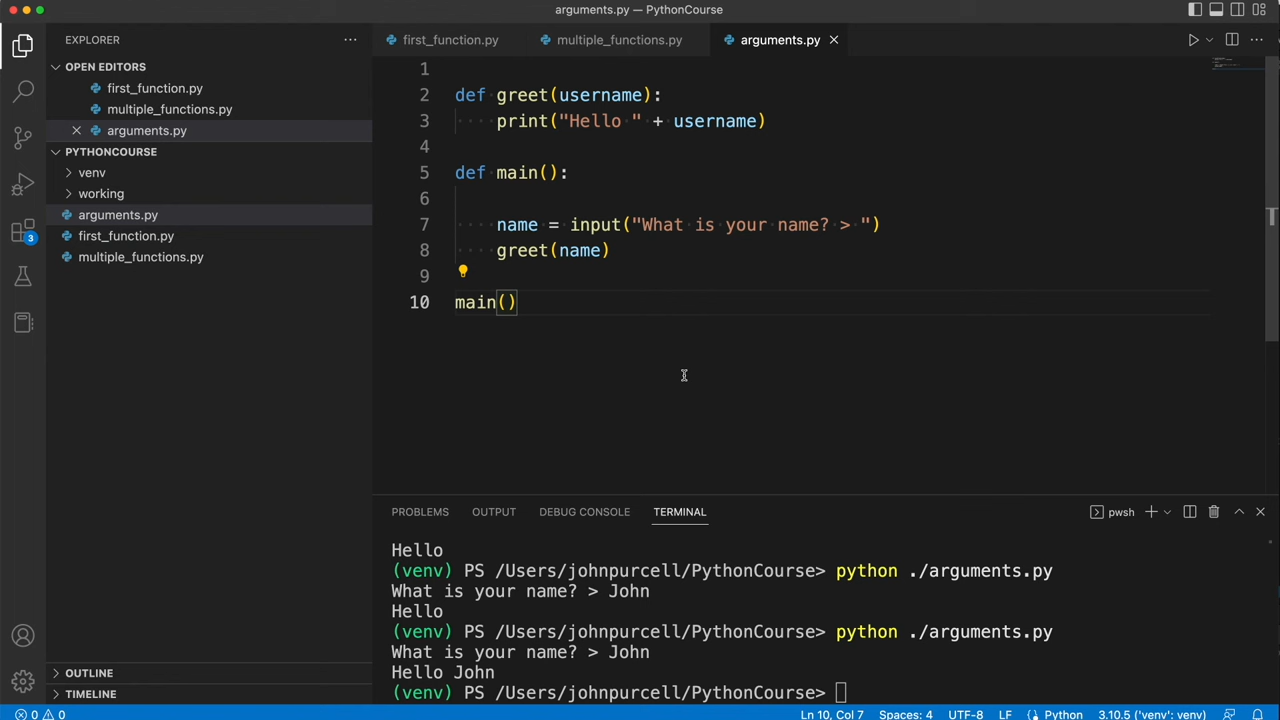 arguments.py — PythonCourse
EXPLORER
OPEN EDITORS
first_function.py
multiple_functions.py
arguments.py
PYTHONCOURSE
venv
working
arguments.py
first_function.py
multiple_functions.py
3
OUTLINE
TIMELINE
first_function.py
multiple_functions.py
arguments.py
1
2 def greet(username):
3 print("Hello " + username)
4
5 def main():
6
7 name = input("What is your name? > ")
8 greet(name)
9
10 main()
PROBLEMS OUTPUT DEBUG CONSOLE TERMINAL
pwsh
Hello
(venv) PS /Users/johnpurcell/PythonCourse> python ./arguments.py
What is your name? > John
Hello
(venv) PS /Users/johnpurcell/PythonCourse> python ./arguments.py
What is your name? > John
Hello John
(venv) PS /Users/johnpurcell/PythonCourse>
0 0 Ln 10, Col 7 Spaces: 4 UTF-8 LF Python 3.10.5 ('venv': venv)